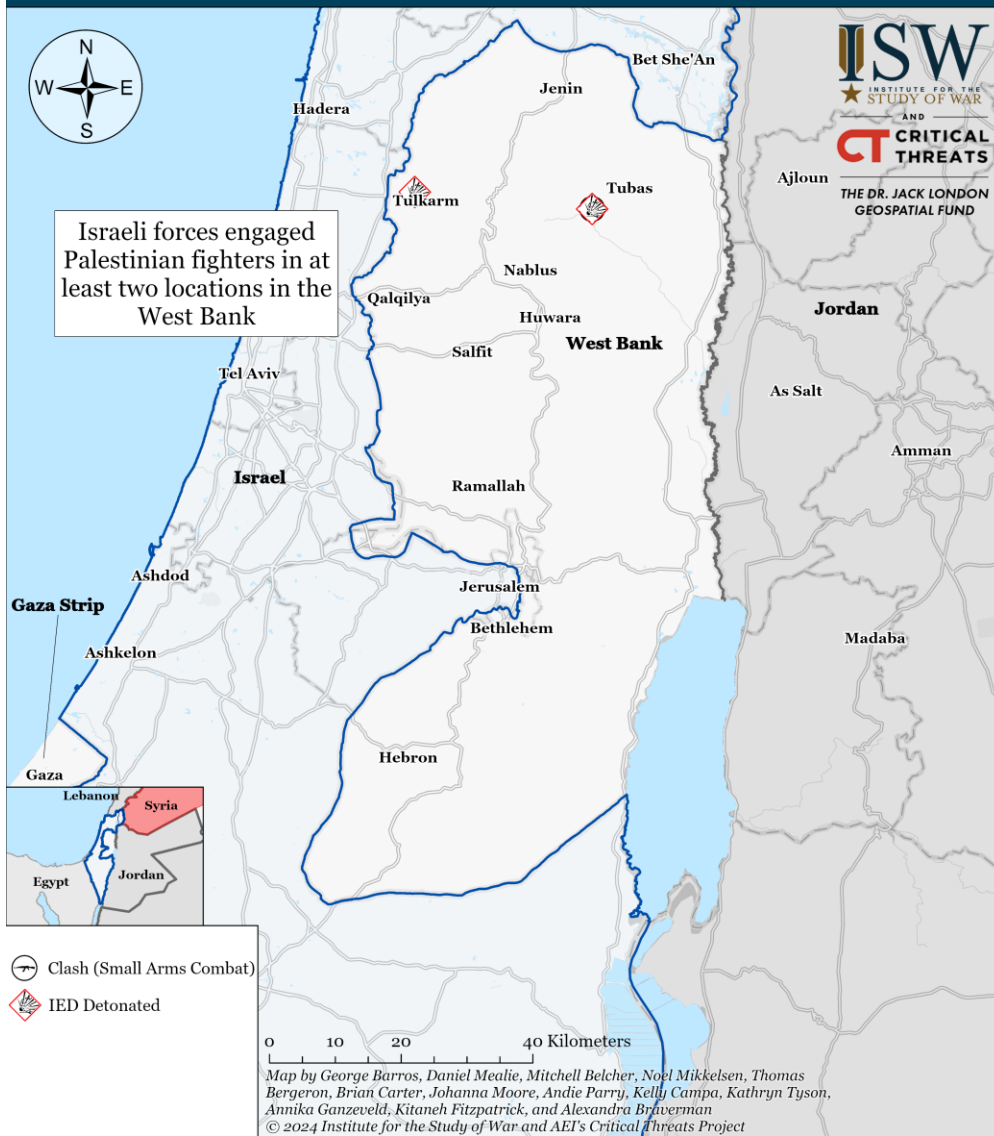 N
W E
S
ISW
INSTITUTE FOR THE
STUDY OF WAR
AND
CT CRITICAL
THREATS
THE DR. JACK LONDON
GEOSPATIAL FUND
Bet She'An
Jenin
Hadera
Ajloun
Tulkarm
Tubas
Israeli forces engaged
Palestinian fighters in at
least two locations in the
West Bank
Nablus
Qalqilya
Huwara
Jordan
West Bank
Salfit
Tel Aviv
As Salt
Amman
Israel
Ramallah
Ashdod
Jerusalem
Gaza Strip
Bethlehem
Madaba
Ashkelon
Hebron
Gaza
Lebanon
Syria
Egypt
Jordan
Clash (Small Arms Combat)
IED Detonated
0 10 20 40 Kilometers
Map by George Barros, Daniel Mealie, Mitchell Belcher, Noel Mikkelsen, Thomas
Bergeron, Brian Carter, Johanna Moore, Andie Parry, Kelly Campa, Kathryn Tyson,
Annika Ganzeveld, Kitaneh Fitzpatrick, and Alexandra Braverman
© 2024 Institute for the Study of War and AEI's Critical Threats Project